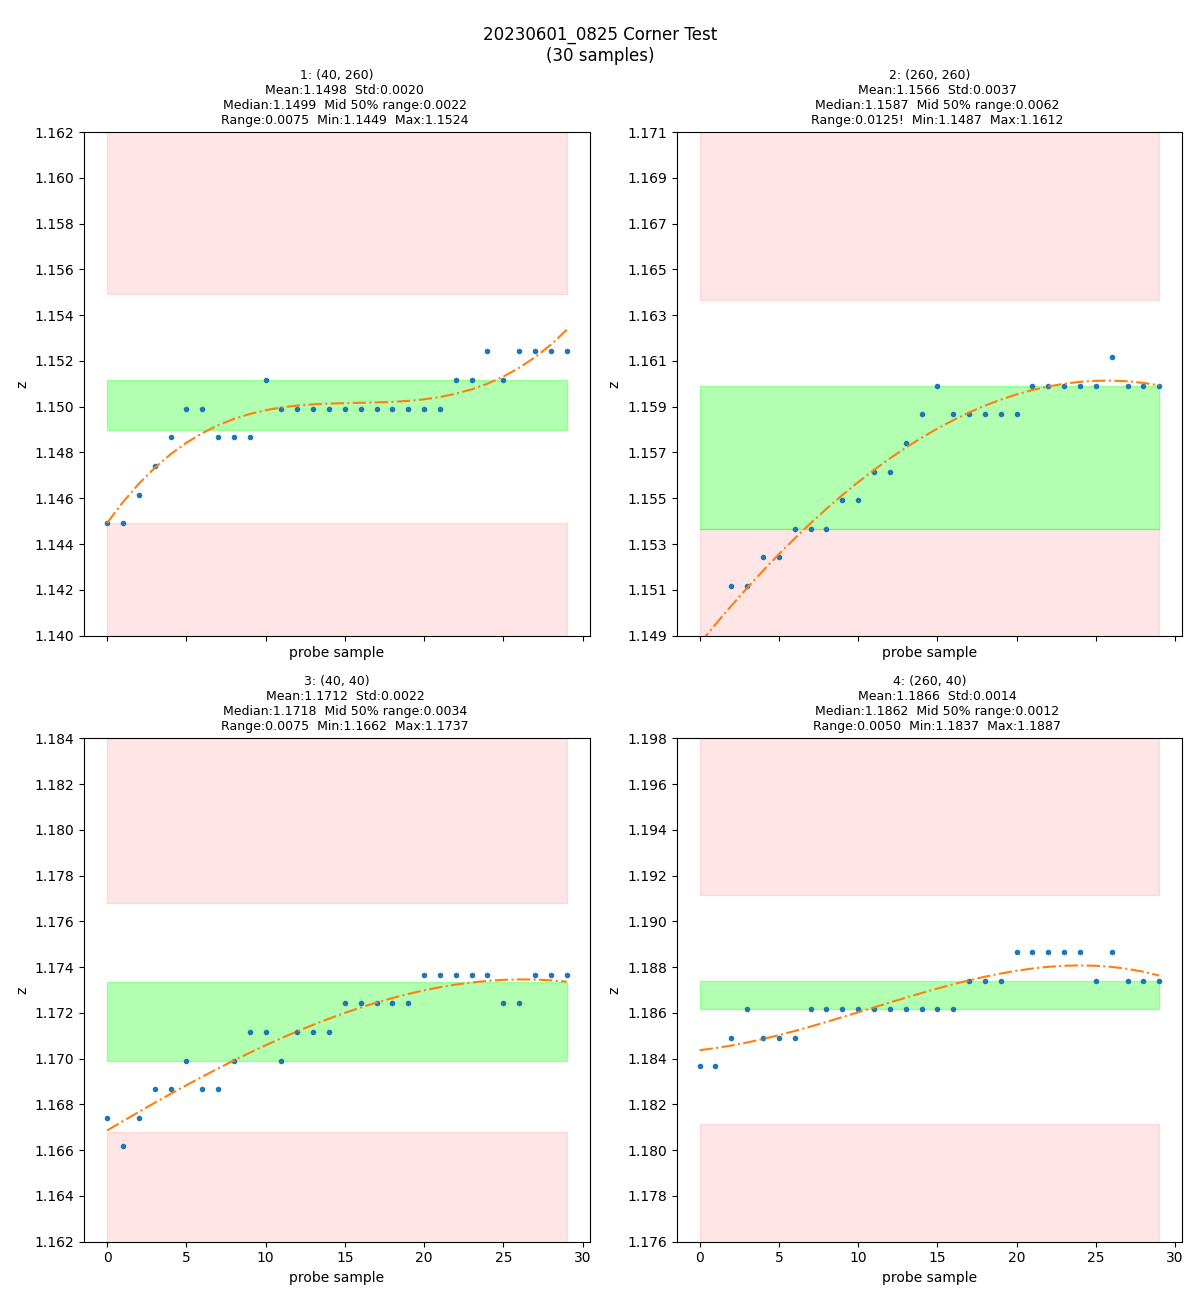 20230601_0825 Corner Test
(30 samples)
1: (40, 260)
Mean:1.1498 Std:0.0020
Median:1.1499 Mid 50% range:0.0022
Range:0.0075 Min:1.1449 Max:1.1524
1.162
1.160
1.158
1.156
1.154
1.152
1.150
1.148
1.146
1.144
1.142
1.140
z
probe sample
2: (260, 260)
Mean:1.1566 Std:0.0037
Median:1.1587 Mid 50% range:0.0062
Range:0.0125! Min:1.1487 Max:1.1612
1.171
1.169
1.167
1.165
1.163
1.161
1.159
1.157
1.155
1.153
1.151
1.149
z
probe sample
3: (40, 40)
Mean:1.1712 Std:0.0022
Median:1.1718 Mid 50% range:0.0034
Range:0.0075 Min:1.1662 Max:1.1737
1.184
1.182
1.180
1.178
1.176
1.174
1.172
1.170
1.168
1.166
1.164
1.162
z
0 5 10 15 20 25 30
probe sample
4: (260, 40)
Mean:1.1866 Std:0.0014
Median:1.1862 Mid 50% range:0.0012
Range:0.0050 Min:1.1837 Max:1.1887
1.198
1.196
1.194
1.192
1.190
1.188
1.186
1.184
1.182
1.180
1.178
1.176
z
0 5 10 15 20 25 30
probe sample